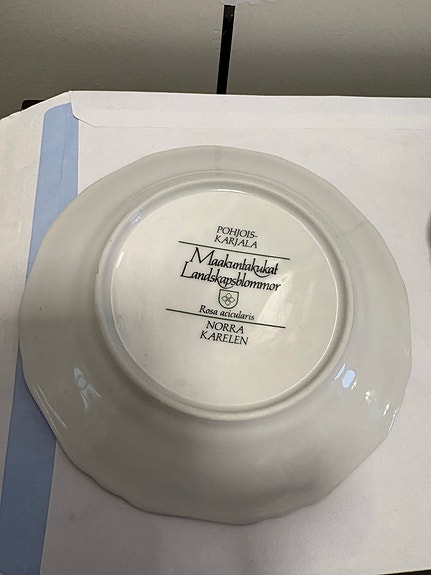 POHJOIS-
KARJALA
Maakuntakukat
Landskapsblommor
Rosa acicularis
NORRA
KARELEN